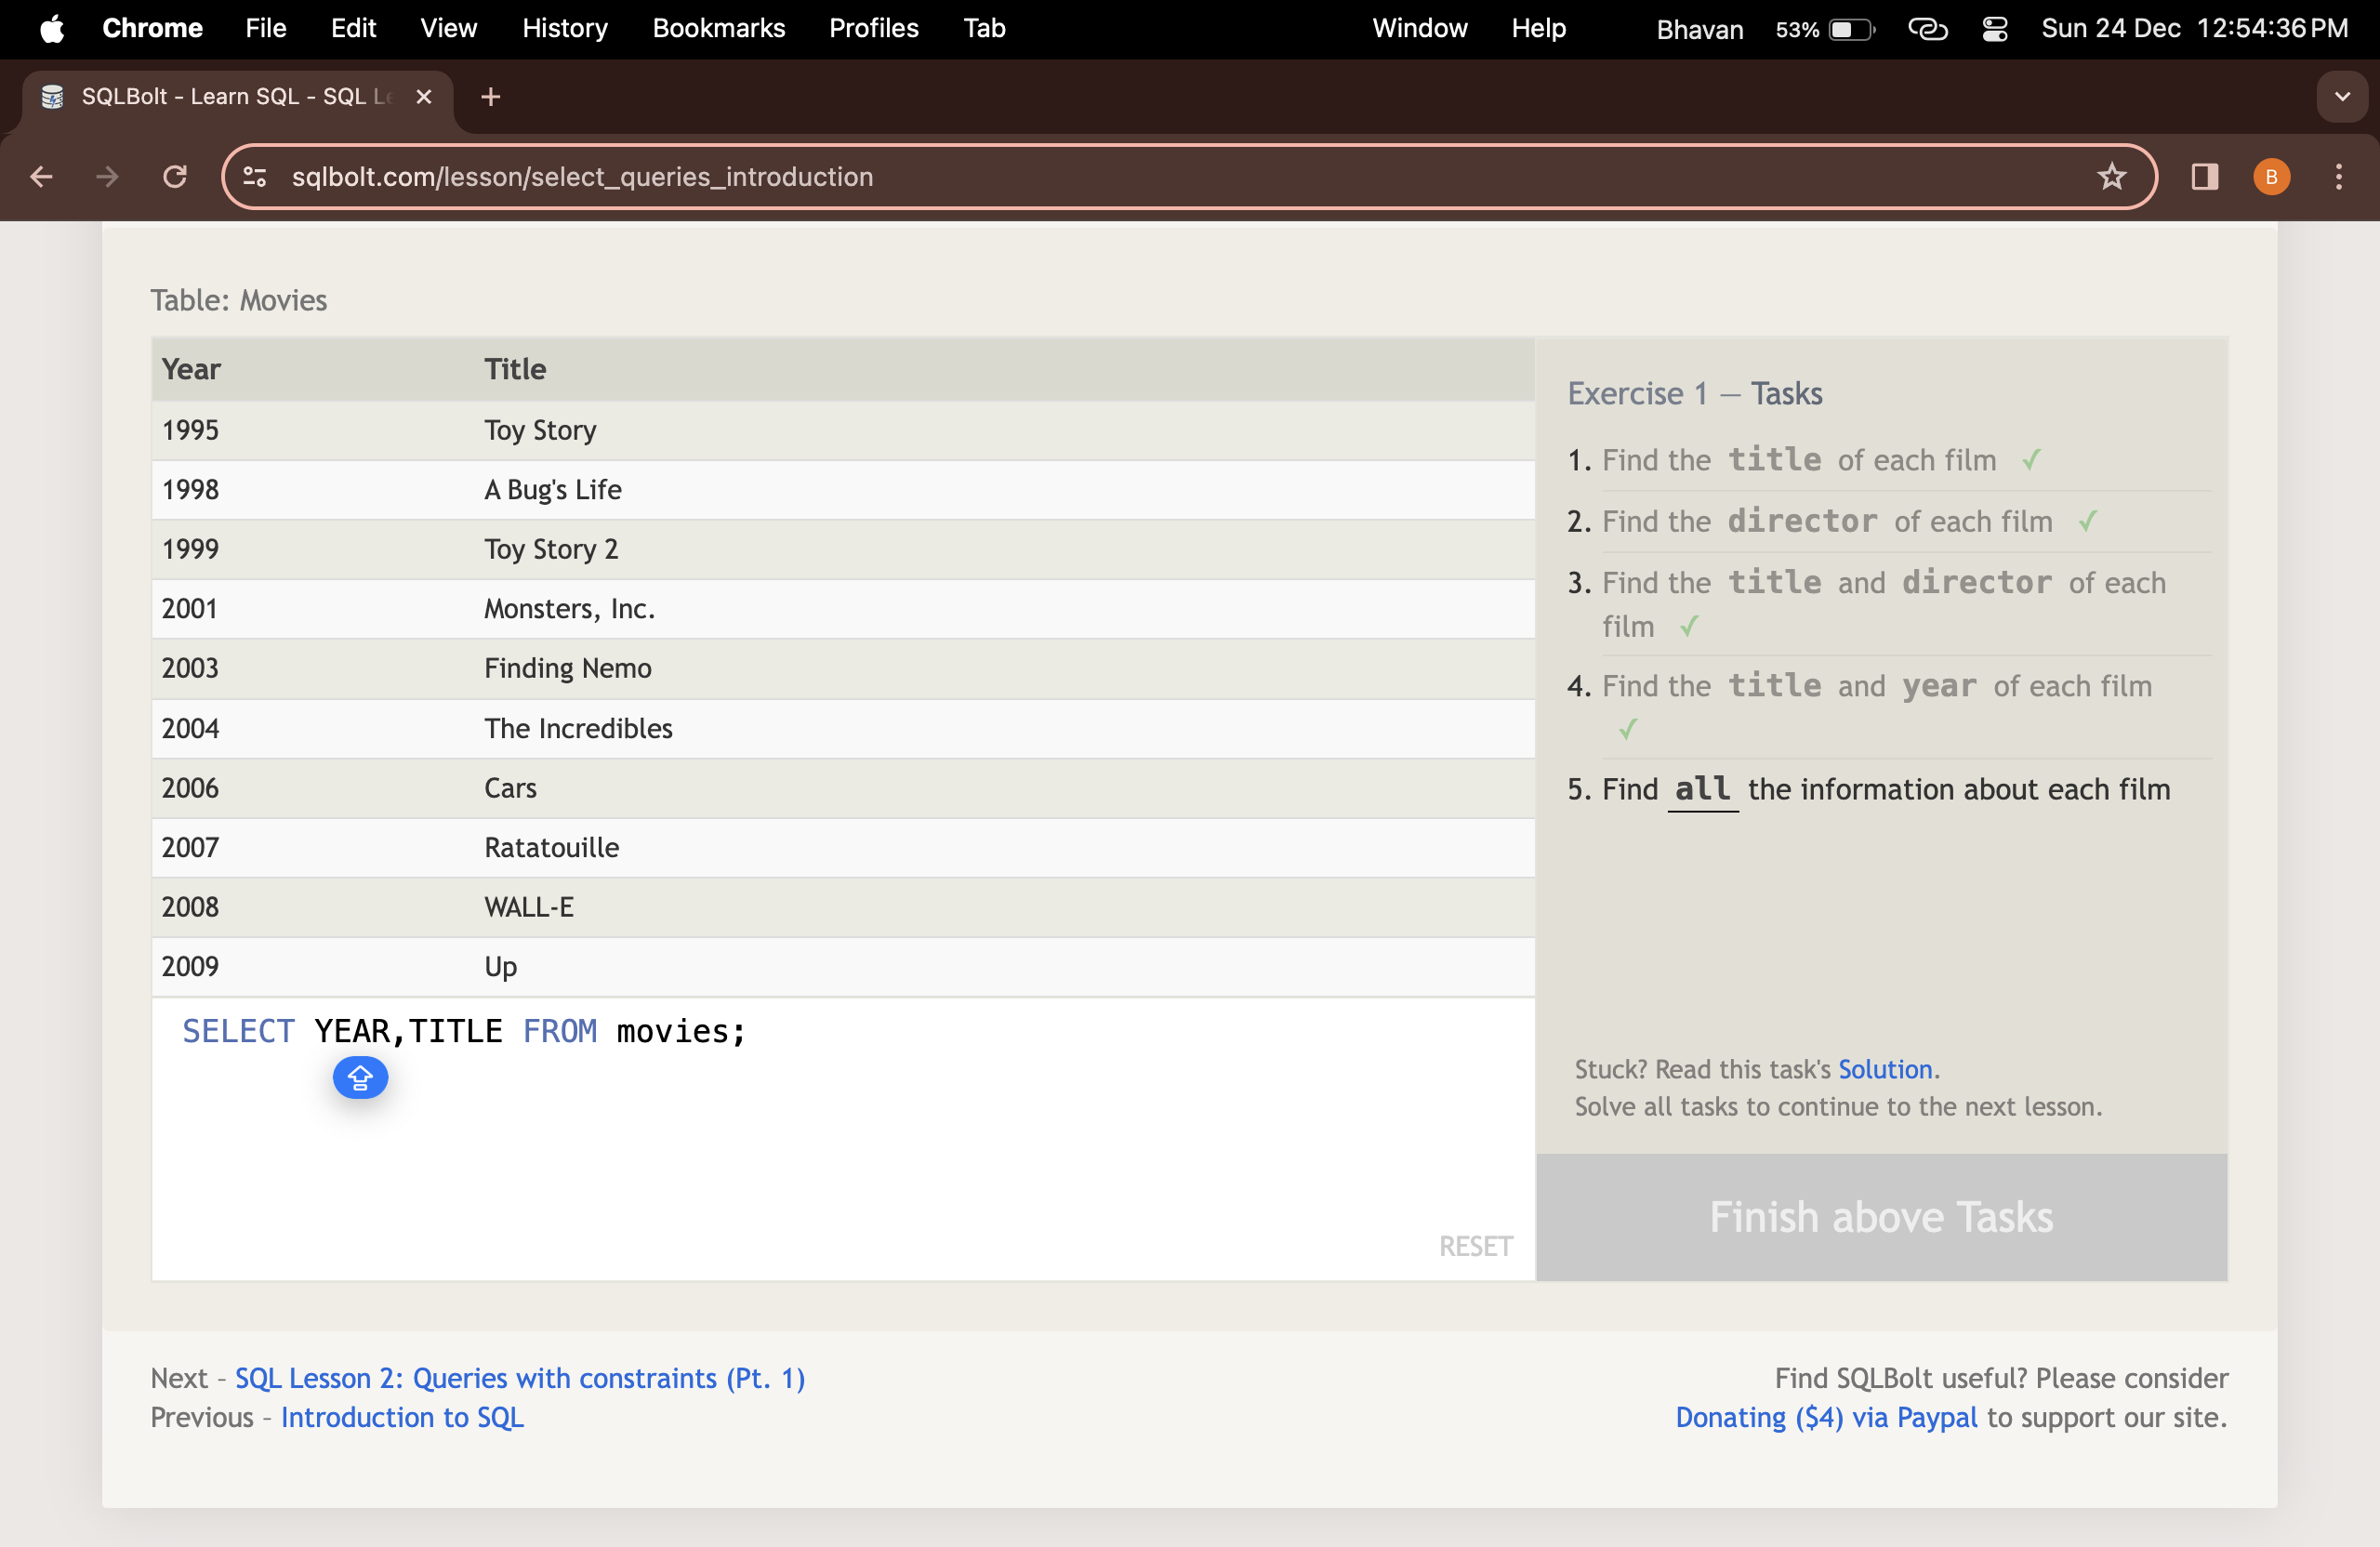 Chrome File Edit View History Bookmarks Profiles Tab Window Help Bhavan 53% Sun 24 Dec 12:54:36 PM
SQLBolt - Learn SQL - SQL
sqlbolt.com/lesson/select_queries_introduction B
Table: Movies
Year Title
1995 Toy Story
1998 A Bug's Life
1999 Toy Story 2
2001 Monsters, Inc.
2003 Finding Nemo
2004 The Incredibles
2006 Cars
2007 Ratatouille
2008 WALL-E
2009 Up
SELECT YEAR,TITLE FROM movies;
RESET
Exercise 1 — Tasks
1. Find the title of each film ✓
2. Find the director of each film ✓
3. Find the title and director of each
film ✓
4. Find the title and year of each film
✓
5. Find all the information about each film
Stuck? Read this task's Solution.
Solve all tasks to continue to the next lesson.
Finish above Tasks
Next – SQL Lesson 2: Queries with constraints (Pt. 1)
Previous – Introduction to SQL
Find SQLBolt useful? Please consider
Donating ($4) via Paypal to support our site.